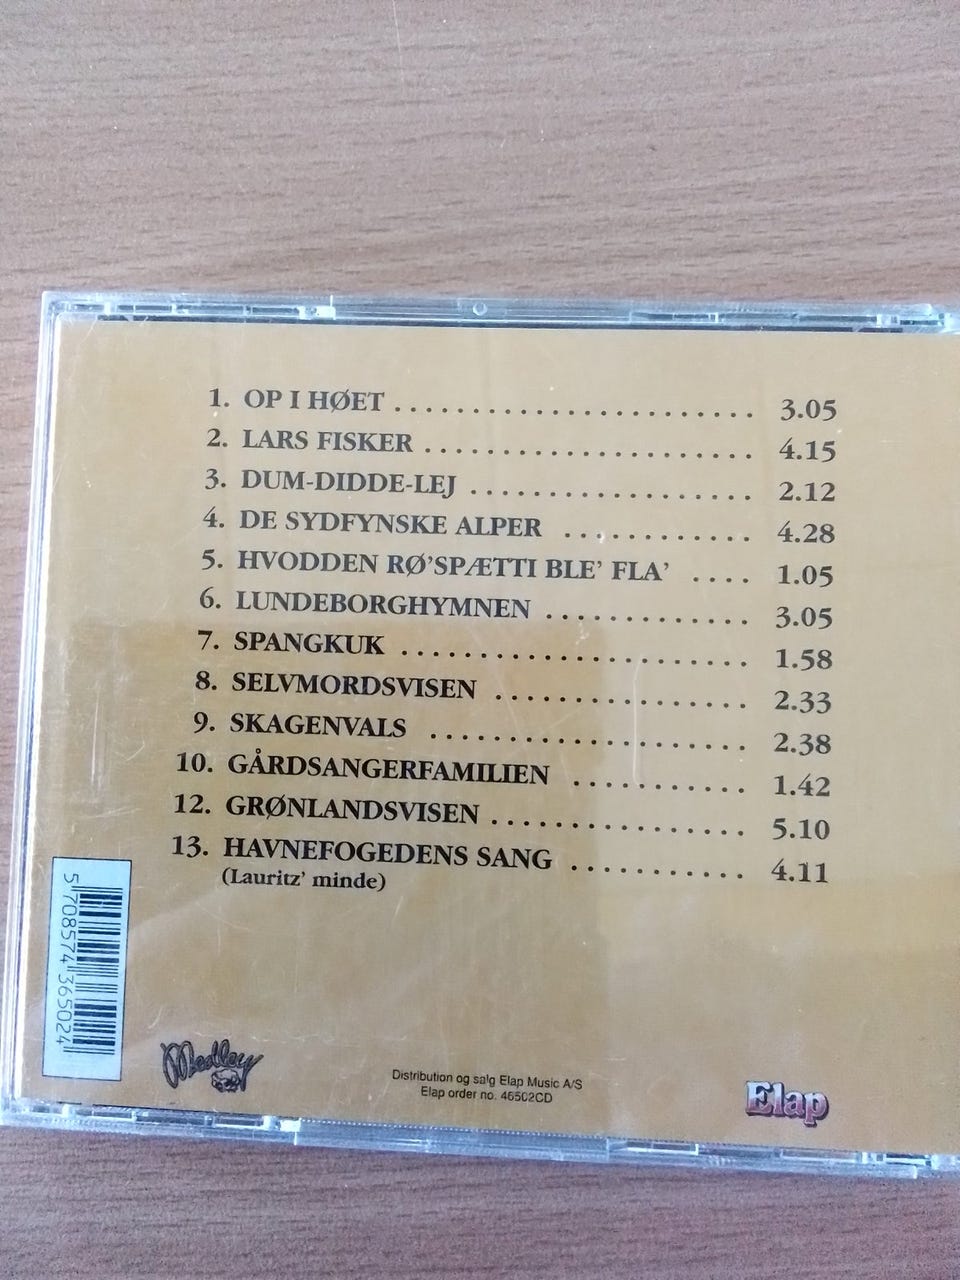 1. OP I HØET ....................... 3.05
2. LARS FISKER ..................... 4.15
3. DUM-DIDDE-LEJ .................. 2.12
4. DE SYDFYNSKE ALPER ............ 4.28
5. HVODDEN RØ'SPÆTTI BLE' FLA' .... 1.05
6. LUNDEBORGHYMNEN ............. 3.05
7. SPANGKUK ...................... 1.58
8. SELVMORDSVISEN ................ 2.33
9. SKAGENVALS .................... 2.38
10. GÅRDSANGERFAMILIEN ........... 1.42
12. GRØNLANDSVISEN ................ 5.10
13. HAVNEFOGEDENS SANG ........... 4.11
(Lauritz' minde)
5 708574 365024
Medley
Distribution og salg Elap Music A/S
Elap order no. 46502CD
Elap